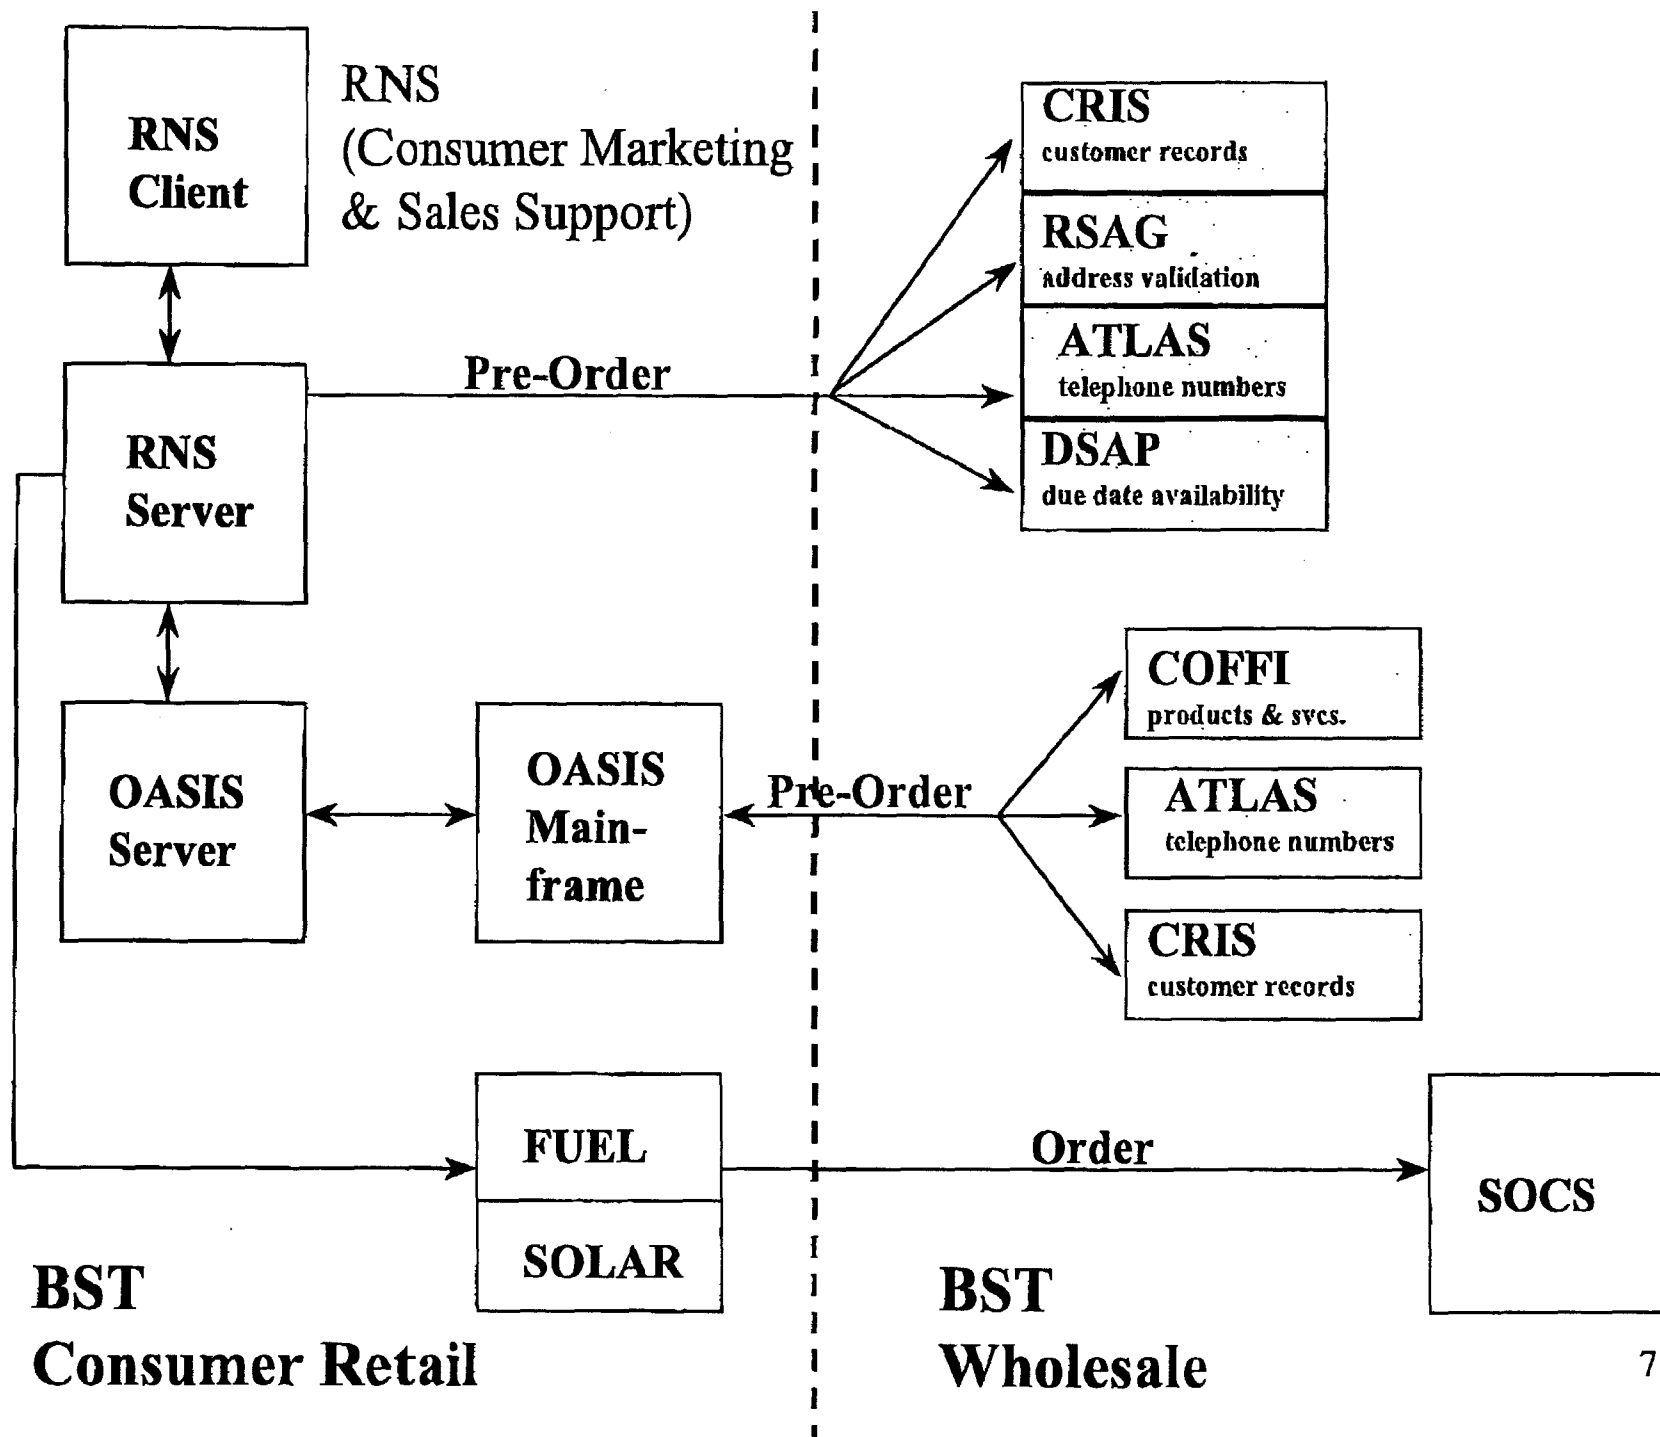 RNS
Client
RNS
(Consumer Marketing
& Sales Support)
CRIS
customer records
RSAG
address validation
ATLAS
telephone numbers
DSAP
due date availability
Pre-Order
RNS
Server
COFFI
products & svcs.
OASIS
Server
OASIS
Main-
frame
Pre-Order
ATLAS
telephone numbers
CRIS
customer records
FUEL
SOLAR
Order
SOCS
BST
Consumer Retail
BST
Wholesale
7